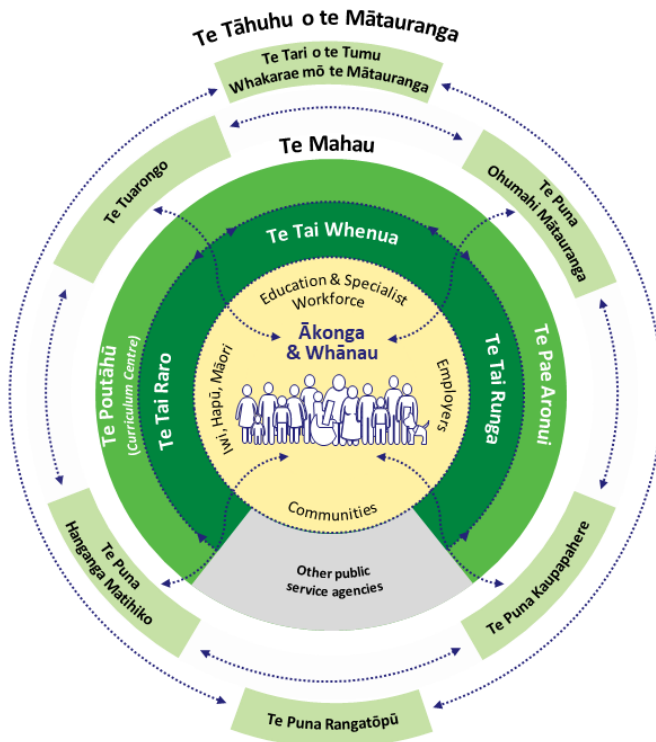 Te Tāhuhu o te Mātauranga
Te Tari o te Tumu
Whakarae mō te Mātauranga
Te Mahau
Te Tuarongo
Te Puna
Ohumahi Mātauranga
Te Tai Whenua
Education & Specialist
Workforce
Ākonga
& Whānau
Te Poutāhū
(Curriculum Centre)
Te Tai Raro
Iwi, Hapū, Māori
Employers
Te Tai Runga
Te Pae Aronui
Communities
Te Puna
Hanganga Matihiko
Other public
service agencies
Te Puna Kaupapahere
Te Puna Rangatōpū